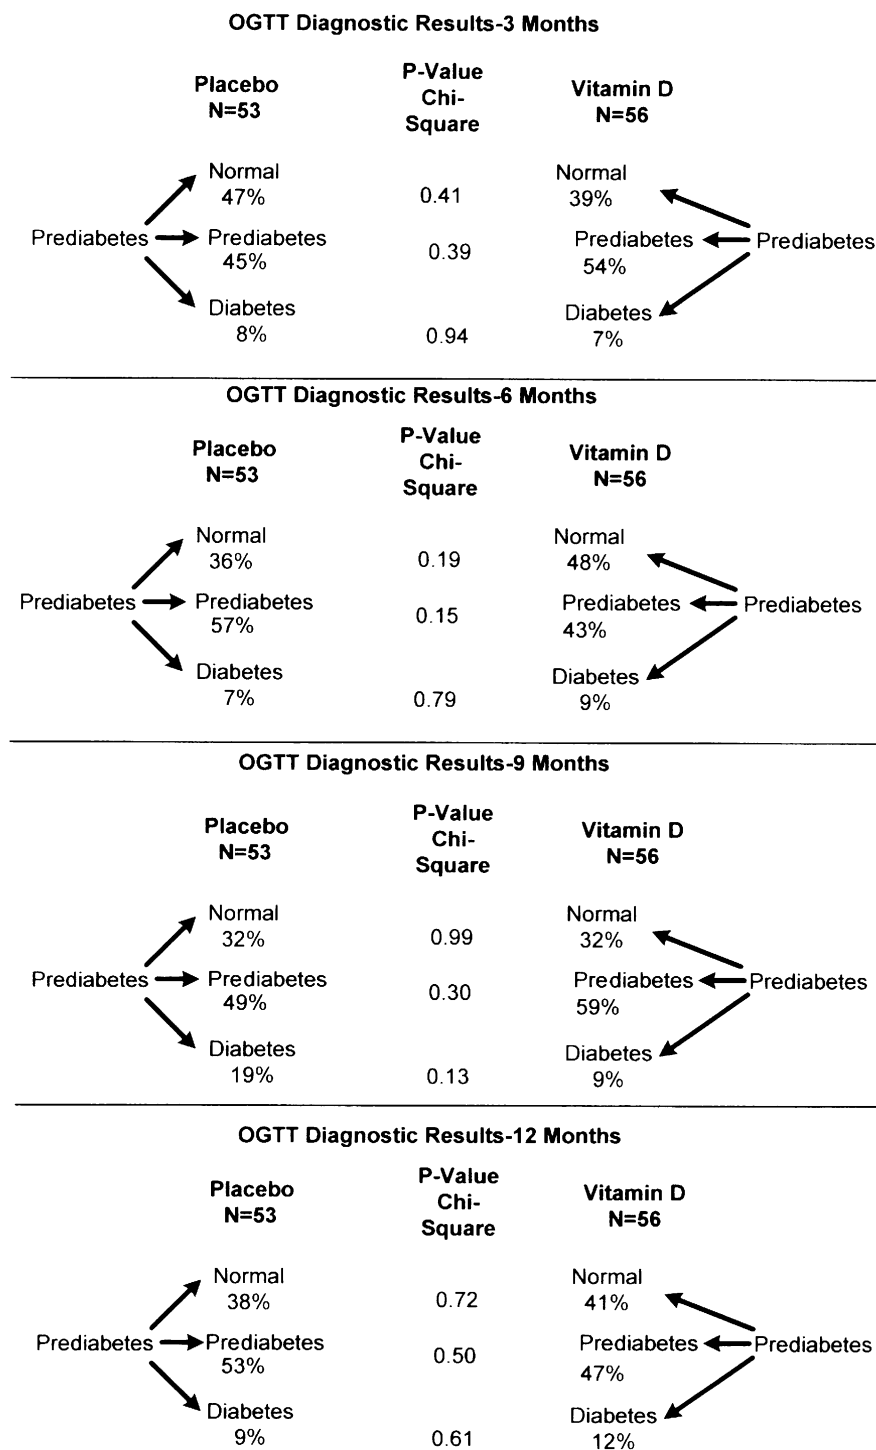 OGTT Diagnostic Results-3 Months
Placebo
N=53
P-Value
Chi-
Square
Vitamin D
N=56
Normal
47%
0.41
Normal
39%
Prediabetes
Prediabetes
45%
0.39
Prediabetes
54%
Prediabetes
Diabetes
8%
0.94
Diabetes
7%
OGTT Diagnostic Results-6 Months
Placebo
N=53
P-Value
Chi-
Square
Vitamin D
N=56
Normal
36%
0.19
Normal
48%
Prediabetes
Prediabetes
57%
0.15
Prediabetes
43%
Prediabetes
Diabetes
7%
0.79
Diabetes
9%
OGTT Diagnostic Results-9 Months
Placebo
N=53
P-Value
Chi-
Square
Vitamin D
N=56
Normal
32%
0.99
Normal
32%
Prediabetes
Prediabetes
49%
0.30
Prediabetes
59%
Prediabetes
Diabetes
19%
0.13
Diabetes
9%
OGTT Diagnostic Results-12 Months
Placebo
N=53
P-Value
Chi-
Square
Vitamin D
N=56
Normal
38%
0.72
Normal
41%
Prediabetes
Prediabetes
53%
0.50
Prediabetes
47%
Prediabetes
Diabetes
9%
0.61
Diabetes
12%